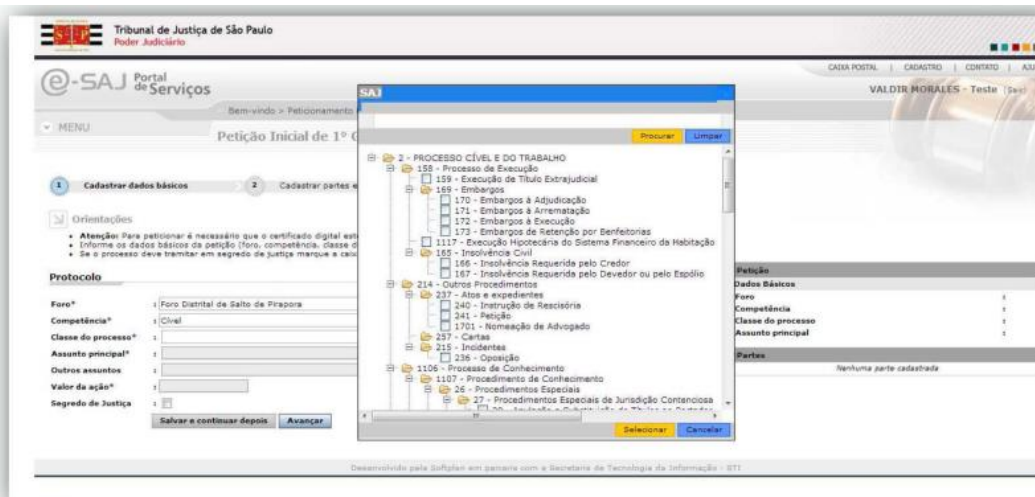 Tribunal de Justiça de São Paulo
Poder Judiciário
CAIXA POSTAL | CADASTRO | CONTATO |
e-SAJ Portal de Serviços
VALDIR MORALES - Teste (Sair)
Bem-vindo > Peticionamento
MENU
Petição Inicial de 1º
1 Cadastrar dados básicos
2 Cadastrar partes e
Orientações
Atenção: Para peticionar é necessário que o certificado digital
Informe os dados básicos da petição (foro, competência, classe
Se o processo deve tramitar em segredo de justiça marque a
Protocolo
Foro* : Foro Distrital de Salto de Pirapora
Competência* : Cível
Classe do processo* :
Assunto principal* :
Outros assuntos :
Valor da ação* :
Segredo de Justiça :
Salvar e continuar depois Avançar
SAJ
Procurar Limpar
2 - PROCESSO CÍVEL E DO TRABALHO
158 - Processo de Execução
159 - Execução de Título Extrajudicial
169 - Embargos
170 - Embargos à Adjudicação
171 - Embargos à Arrematação
172 - Embargos à Execução
173 - Embargos de Retenção por Benfeitorias
1117 - Execução Hipotecária do Sistema Financeiro da Habitação
165 - Insolvência Civil
166 - Insolvência Requerida pelo Credor
167 - Insolvência Requerida pelo Devedor ou pelo Espólio
214 - Outros Procedimentos
237 - Atos e expedientes
240 - Instrução de Rescisória
241 - Petição
1701 - Nomeação de Advogado
257 - Cartas
215 - Incidentes
236 - Oposição
1106 - Processo de Conhecimento
1107 - Procedimento de Conhecimento
26 - Procedimentos Especiais
27 - Procedimentos Especiais de Jurisdição Contenciosa
Selecionar Cancelar
Petição
Dados Básicos
Foro :
Competência :
Classe do processo :
Assunto principal :
Partes
Nenhuma parte cadastrada
Desenvolvido pela Softplan em parceria com a Secretaria de Tecnologia da Informação - STI